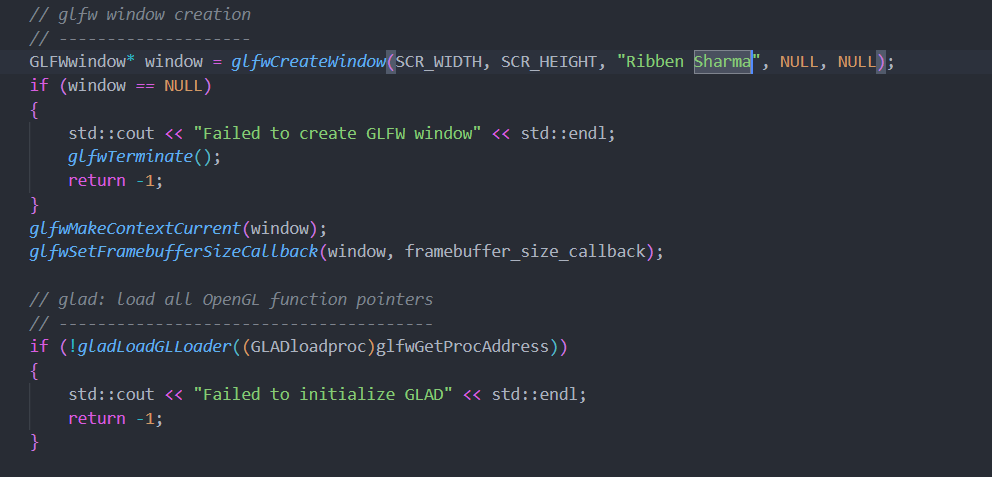 // glfw window creation
// --------------------
GLFWwindow* window = glfwCreateWindow(SCR_WIDTH, SCR_HEIGHT, "Ribben Sharma", NULL, NULL);
if (window == NULL)
{
    std::cout << "Failed to create GLFW window" << std::endl;
    glfwTerminate();
    return -1;
}
glfwMakeContextCurrent(window);
glfwSetFramebufferSizeCallback(window, framebuffer_size_callback);

// glad: load all OpenGL function pointers
// ---------------------------------------
if (!gladLoadGLLoader((GLADloadproc)glfwGetProcAddress))
{
    std::cout << "Failed to initialize GLAD" << std::endl;
    return -1;
}